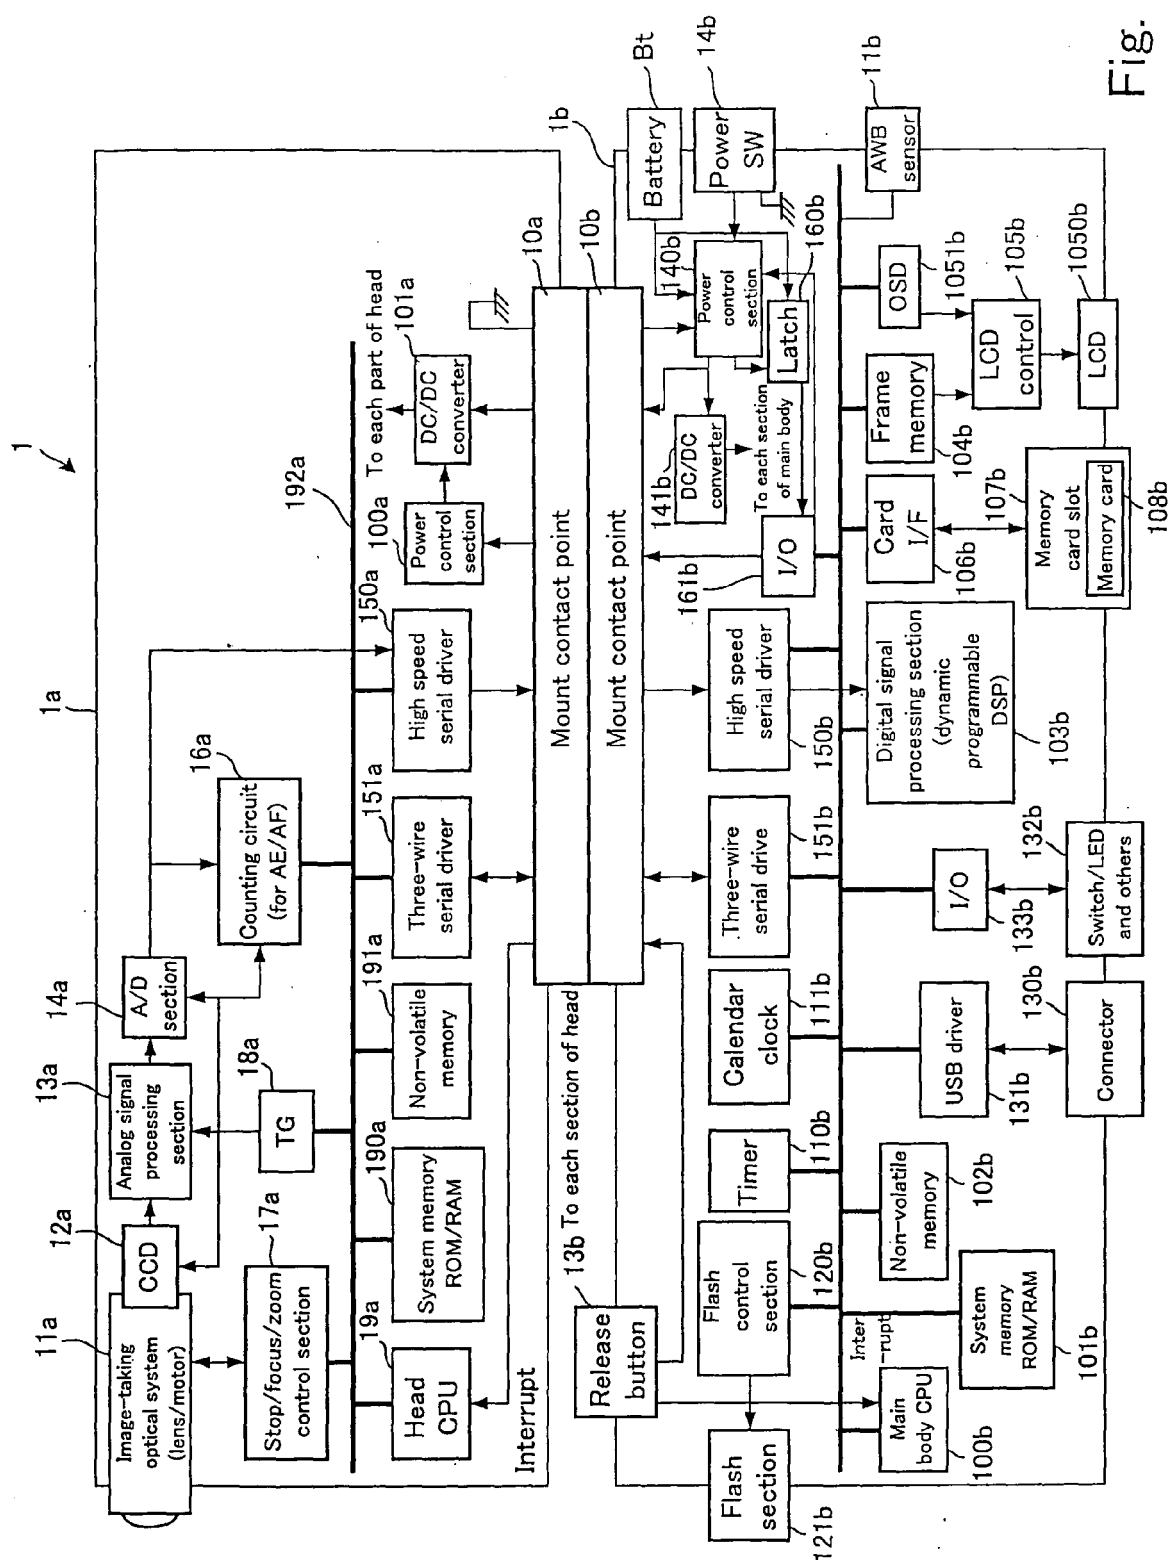 1
1a
11a
Image-taking
optical system
(lens/motor)
12a
CCD
13a
Analog signal
processing
section
14a
A/D
section
16a
Counting circuit
(for AE/AF)
17a
Stop/focus/zoom
control section
18a
TG
192a
19a
Head
CPU
190a
System memory
ROM/RAM
191a
Non-volatile
memory
151a
Three-wire
serial driver
150a
High speed
serial driver
100a
Power
control
section
101a
DC/DC
converter
To each part of head
Interrupt
10a
Mount contact point
10b
Mount contact point
To each section of head
1b
Battery
Bt
Power
SW
14b
13b
Release
button
Flash
control
section
120b
Flash
section
121b
Timer
110b
Calendar
clock
111b
Three-wire
serial drive
151b
High speed
serial driver
150b
I/O
161b
DC/DC
converter
141b
To each section
of main body
Power
control
section
140b
Latch
160b
AWB
sensor
11b
Main
body CPU
100b
Inter
-rupt
System
memory
ROM/RAM
101b
Non-volatile
memory
102b
USB driver
131b
Connector
130b
I/O
133b
Switch/LED
and others
132b
Digital signal
processing section
(dynamic
programmable
DSP)
103b
Card
I/F
106b
Memory
card slot
107b
Memory card
108b
Frame
memory
104b
OSD
1051b
LCD
control
105b
LCD
1050b
Fig.